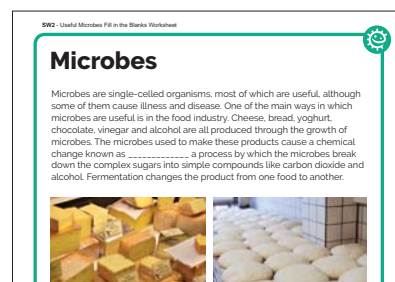 SW2 - Useful Microbes Fill in the Blanks Worksheet
Microbes
Microbes are single-celled organisms, most of which are useful, although
some of them cause illness and disease. One of the main ways in which
microbes are useful is in the food industry. Cheese, bread, yoghurt,
chocolate, vinegar and alcohol are all produced through the growth of
microbes. The microbes used to make these products cause a chemical
change known as _____________ a process by which the microbes break
down the complex sugars into simple compounds like carbon dioxide and
alcohol. Fermentation changes the product from one food to another.